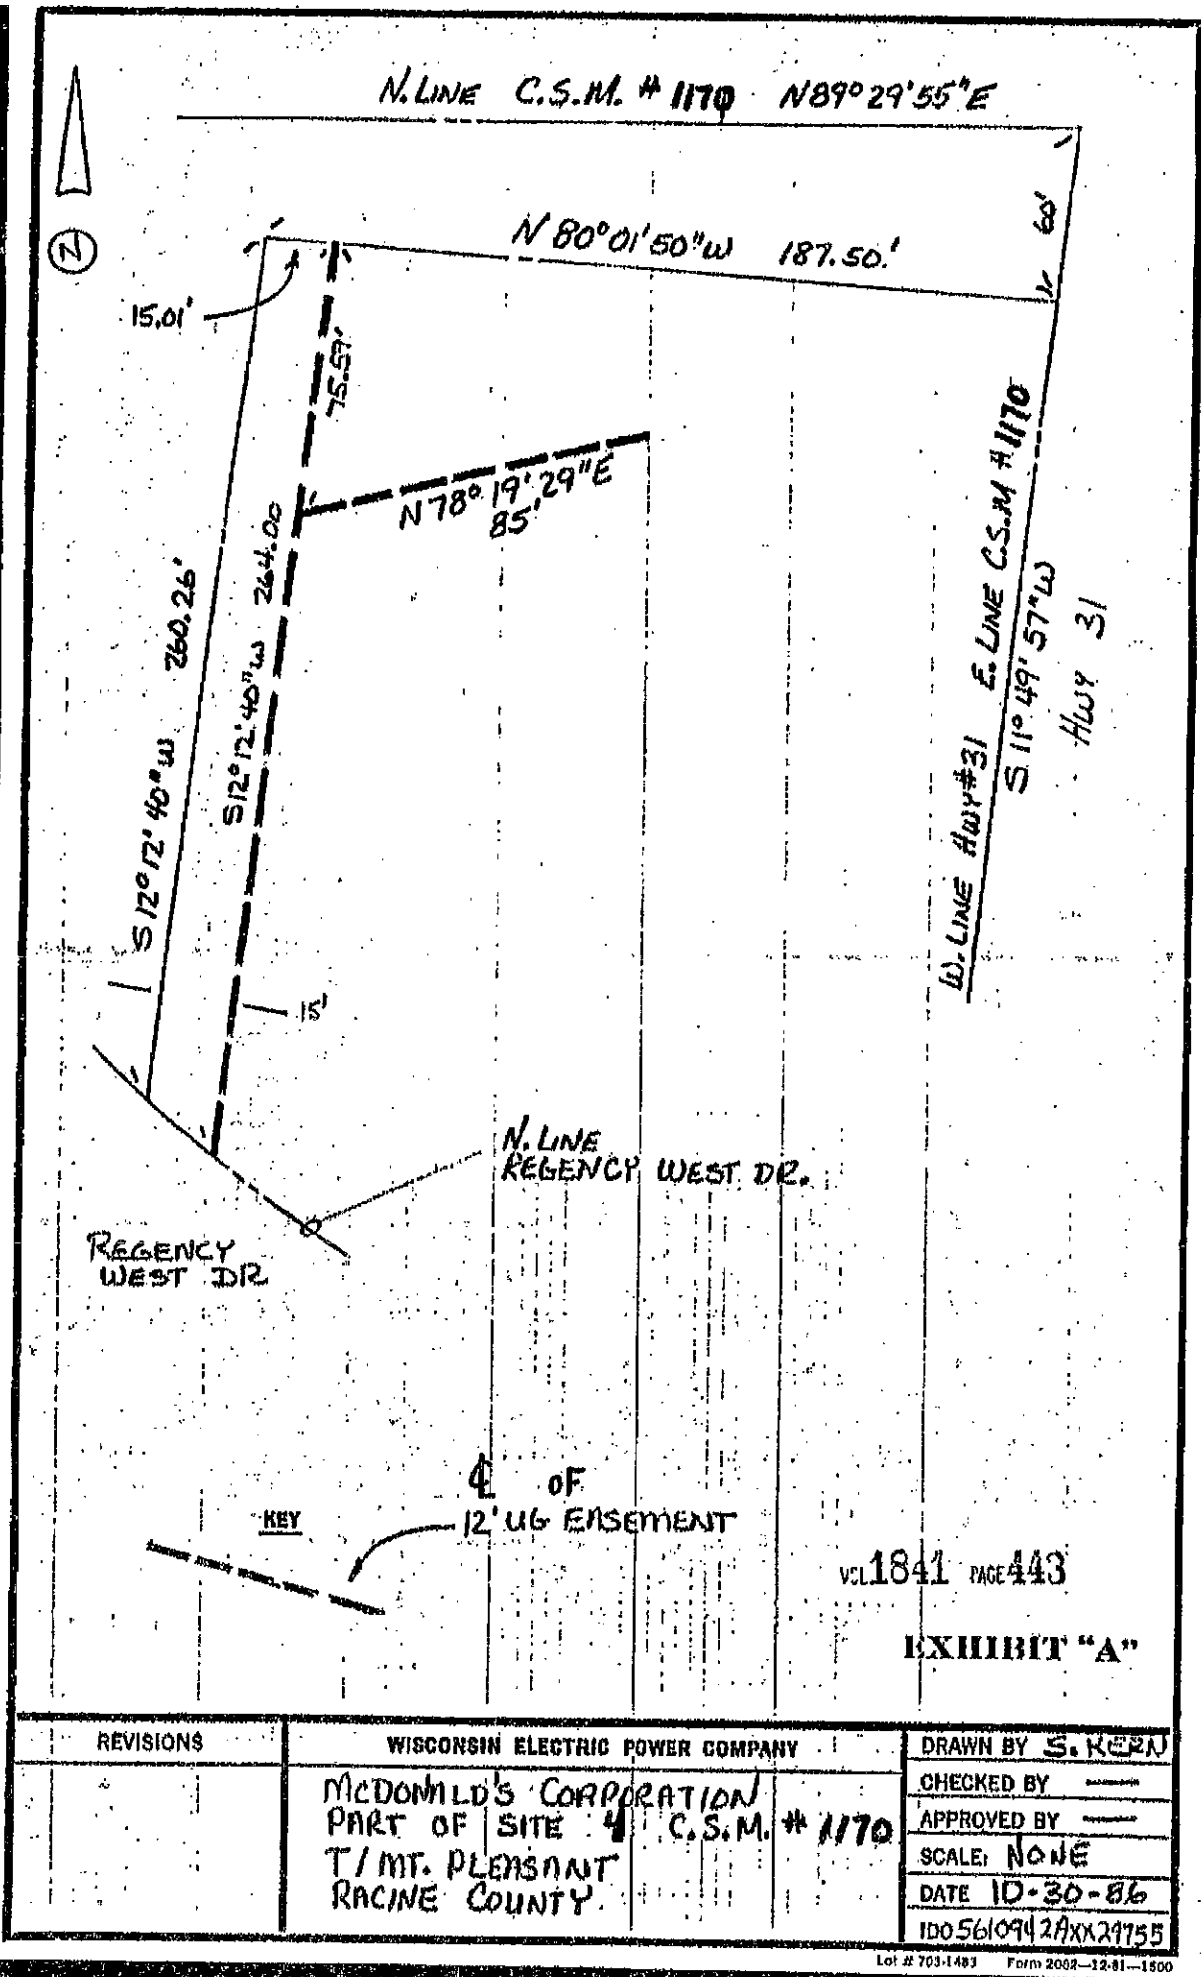 N. LINE C.S.M. # 1170 N89°29'55"E
60'
N 80°01'50"W 187.50'
15.01'
75.59'
N 78° 19' 29"E
85'
S12°12'40"W 264.00
S 12° 12' 40" W 260.26'
W. LINE HWY #31 E. LINE C.S.M # 1170
S 11° 49' 57" W
HWY 31
15'
N. LINE
REGENCY WEST DR.
REGENCY
WEST DR
℄ OF
12' UG EASEMENT
KEY
VOL 1841 PAGE 443
EXHIBIT "A"
REVISIONS
WISCONSIN ELECTRIC POWER COMPANY
MCDONALD'S CORPORATION
PART OF SITE 4 C.S.M. # 1170
T/ MT. PLEASANT
RACINE COUNTY
DRAWN BY S. KERN
CHECKED BY —
APPROVED BY —
SCALE: NONE
DATE 10-30-86
IDO 5610942AXX29755
Lot # 703-1483 Form 2002—12-81—1500